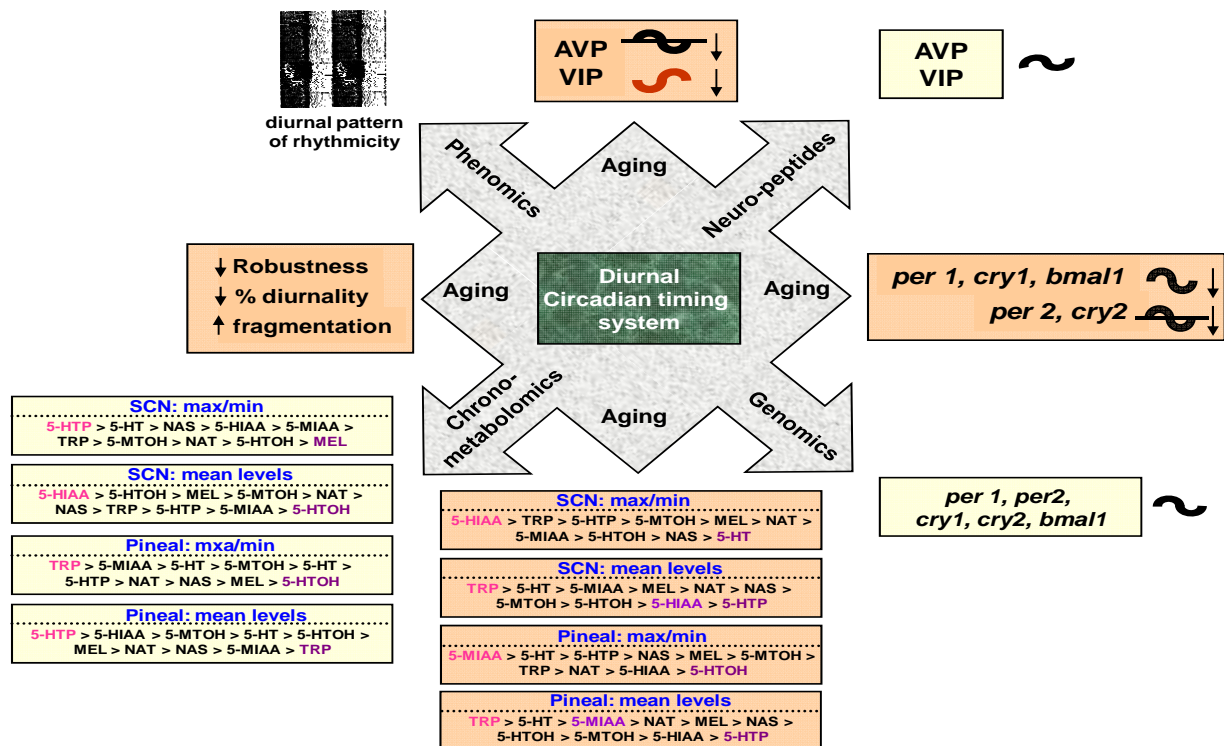 AVP
VIP
AVP
VIP
diurnal pattern
of rhythmicity
Phenomics
Aging
Neuro-peptides
↓ Robustness
↓ % diurnality
↑ fragmentation
Aging
Diurnal
Circadian timing
system
Aging
per 1, cry1, bmal1
per 2, cry2
Chrono-
metabolomics
Aging
Genomics
SCN: max/min
5-HTP > 5-HT > NAS > 5-HIAA > 5-MIAA >
TRP > 5-MTOH > NAT > 5-HTOH > MEL
SCN: mean levels
5-HIAA > 5-HTOH > MEL > 5-MTOH > NAT >
NAS > TRP > 5-HTP > 5-MIAA > 5-HTOH
Pineal: mxa/min
TRP > 5-MIAA > 5-HT > 5-MTOH > 5-HT >
5-HTP > NAT > NAS > MEL > 5-HTOH
Pineal: mean levels
5-HTP > 5-HIAA > 5-MTOH > 5-HT > 5-HTOH >
MEL > NAT > NAS > 5-MIAA > TRP
SCN: max/min
5-HIAA > TRP > 5-HTP > 5-MTOH > MEL > NAT >
5-MIAA > 5-HTOH > NAS > 5-HT
SCN: mean levels
TRP > 5-HT > 5-MIAA > MEL > NAT > NAS >
5-MTOH > 5-HTOH > 5-HIAA > 5-HTP
Pineal: max/min
5-MIAA > 5-HT > 5-HTP > NAS > MEL > 5-MTOH >
TRP > NAT > 5-HIAA > 5-HTOH
Pineal: mean levels
TRP > 5-HT > 5-MIAA > NAT > MEL > NAS >
5-HTOH > 5-MTOH > 5-HIAA > 5-HTP
per 1, per2,
cry1, cry2, bmal1